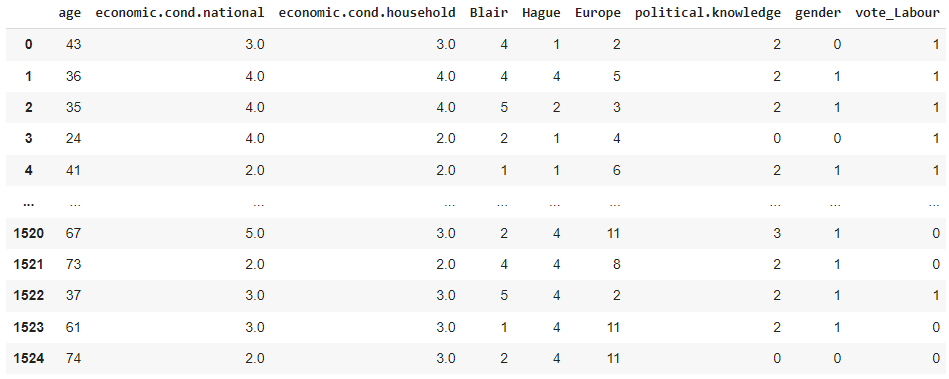 age economic.cond.national economic.cond.household Blair Hague Europe political.knowledge gender vote_Labour
0 43 3.0 3.0 4 1 2 2 0 1
1 36 4.0 4.0 4 4 5 2 1 1
2 35 4.0 4.0 5 2 3 2 1 1
3 24 4.0 2.0 2 1 4 0 0 1
4 41 2.0 2.0 1 1 6 2 1 1
... ... ... ... ... ... ... ... ... ...
1520 67 5.0 3.0 2 4 11 3 1 0
1521 73 2.0 2.0 4 4 8 2 1 0
1522 37 3.0 3.0 5 4 2 2 1 1
1523 61 3.0 3.0 1 4 11 2 1 0
1524 74 2.0 3.0 2 4 11 0 0 0